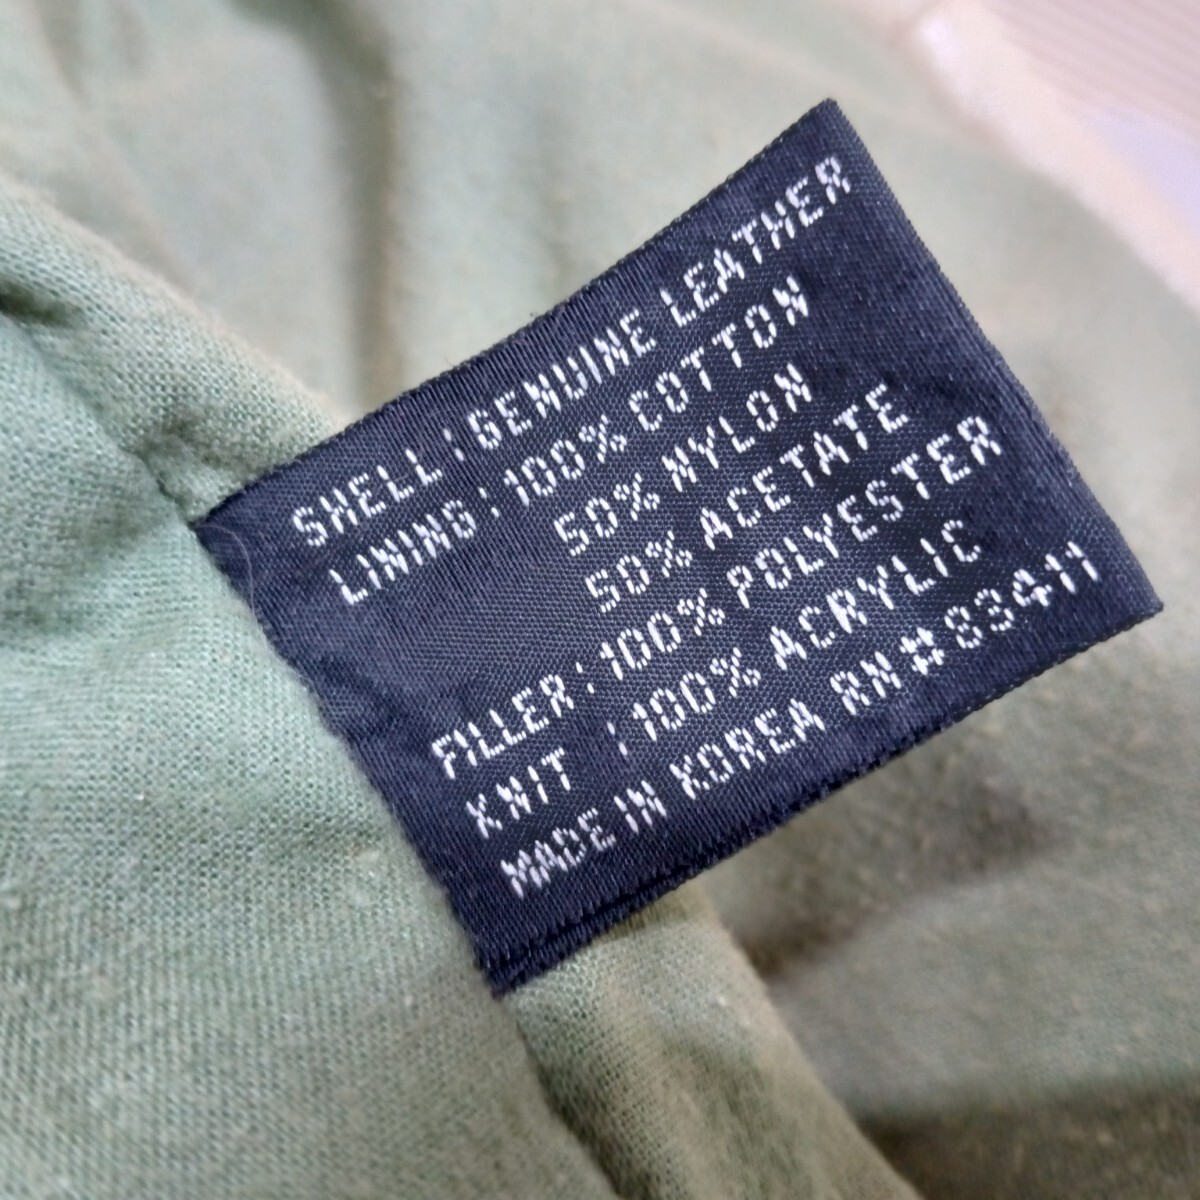 SHELL: GENUINE LEATHER
LINING: 100% COTTON
50% NYLON
50% ACETATE
FILLER: 100% POLYESTER
KNIT : 100% ACRYLIC
MADE IN KOREA RN# 83411